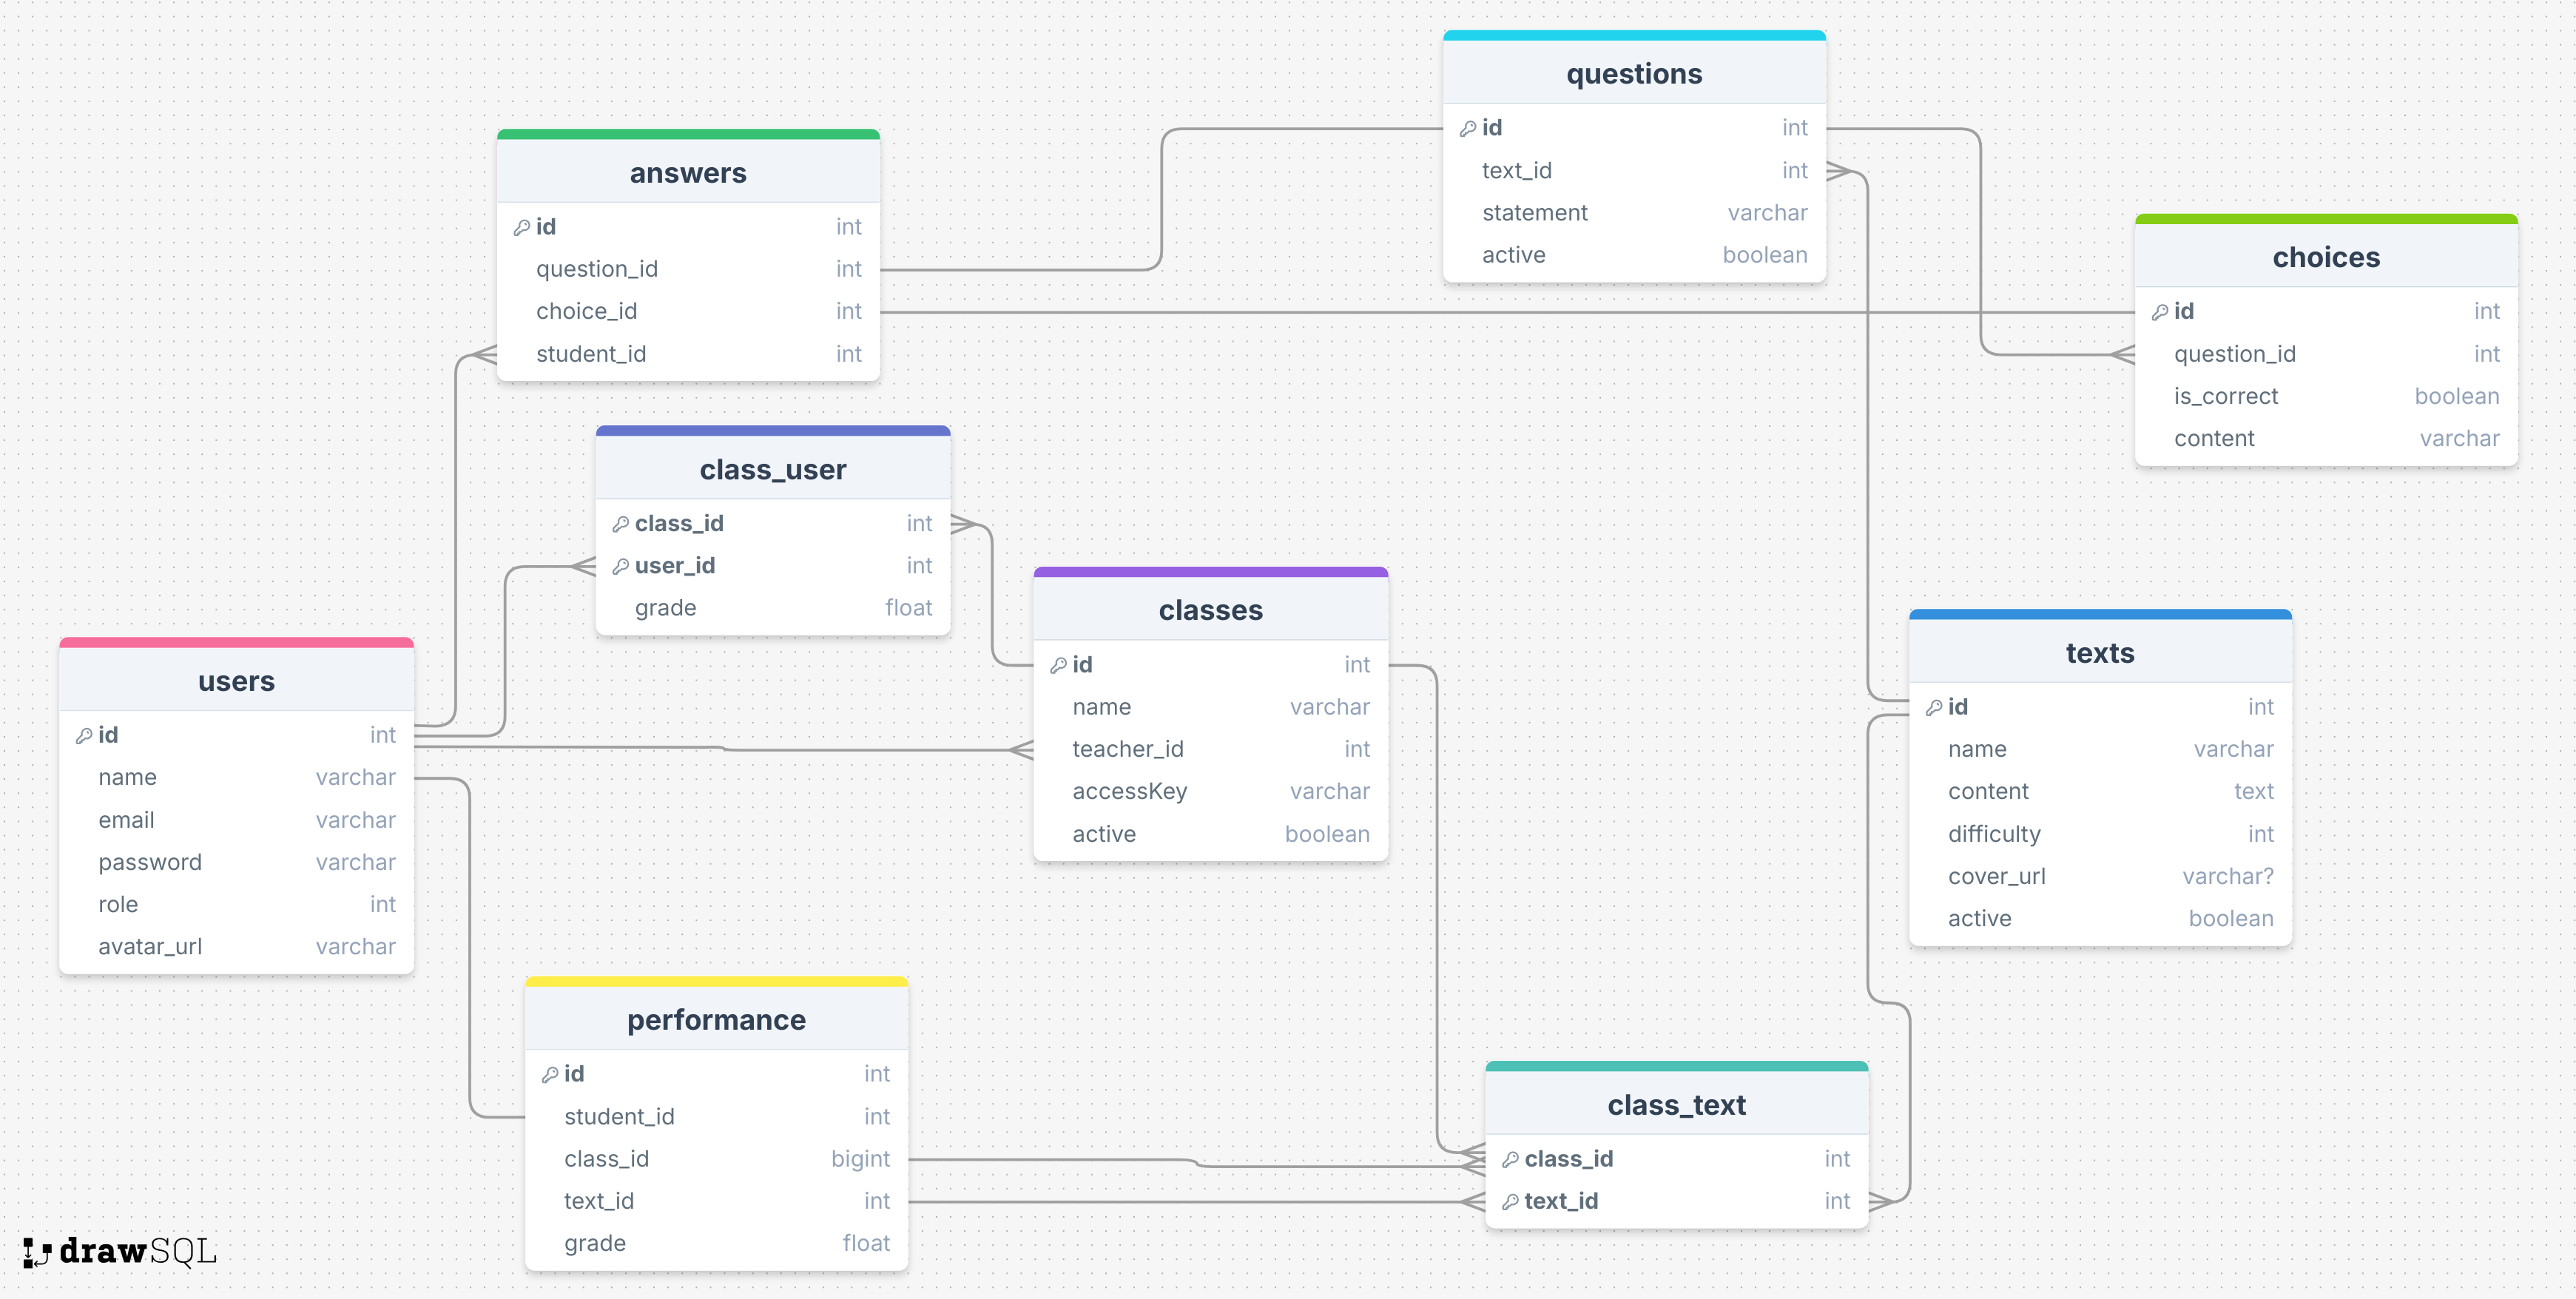 questions
id int
text_id int
statement varchar
active boolean
answers
id int
question_id int
choice_id int
student_id int
choices
id int
question_id int
is_correct boolean
content varchar
class_user
class_id int
user_id int
grade float
classes
id int
name varchar
teacher_id int
accessKey varchar
active boolean
users
id int
name varchar
email varchar
password varchar
role int
avatar_url varchar
texts
id int
name varchar
content text
difficulty int
cover_url varchar?
active boolean
performance
id int
student_id int
class_id bigint
text_id int
grade float
class_text
class_id int
text_id int
drawSQL